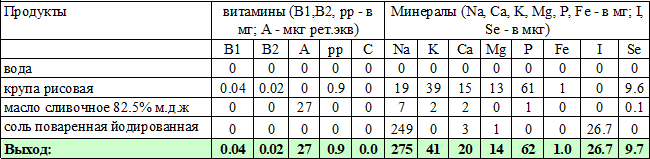 Продукты витамины (B1,B2, рр - в мг; А - мкг рет.экв) Минералы (Na, Ca, K, Mg, P, Fe - в мг; I, Se - в мкг)
B1 B2 A pp C Na K Ca Mg P Fe I Se
вода 0 0 0 0 0 0 0 0 0 0 0 0 0
крупа рисовая 0.04 0.02 0 0.9 0 19 39 15 13 61 1 0 9.6
масло сливочное 82.5% м.д.ж 0 0 27 0 0 7 2 2 0 1 0 0 0.1
соль поваренная йодированная 0 0 0 0 0 249 0 3 1 0 0 26.7 0
Выход: 0.04 0.02 27 0.9 0.0 275 41 20 14 62 1.0 26.7 9.7